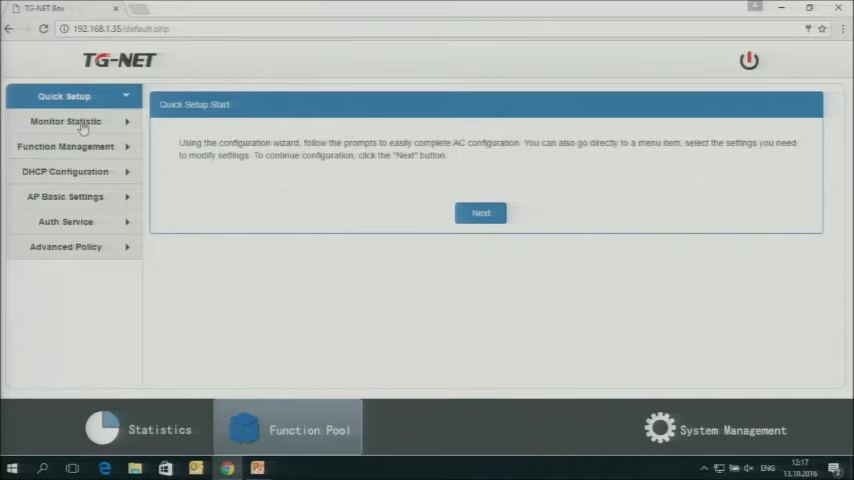 TG-NET Box
192.168.1.35/default.php
TG-NET
Quick Setup
Monitor Statistic
Function Management
DHCP Configuration
AP Basic Settings
Auth Service
Advanced Policy
Quick Setup Start
Using the configuration wizard, follow the prompts to easily complete AC configuration. You can also go directly to a menu item, select the settings you need
to modify settings. To continue configuration, click the "Next" button.
Next
Statistics
Function Pool
System Management
ENG
12:17
13.10.2016